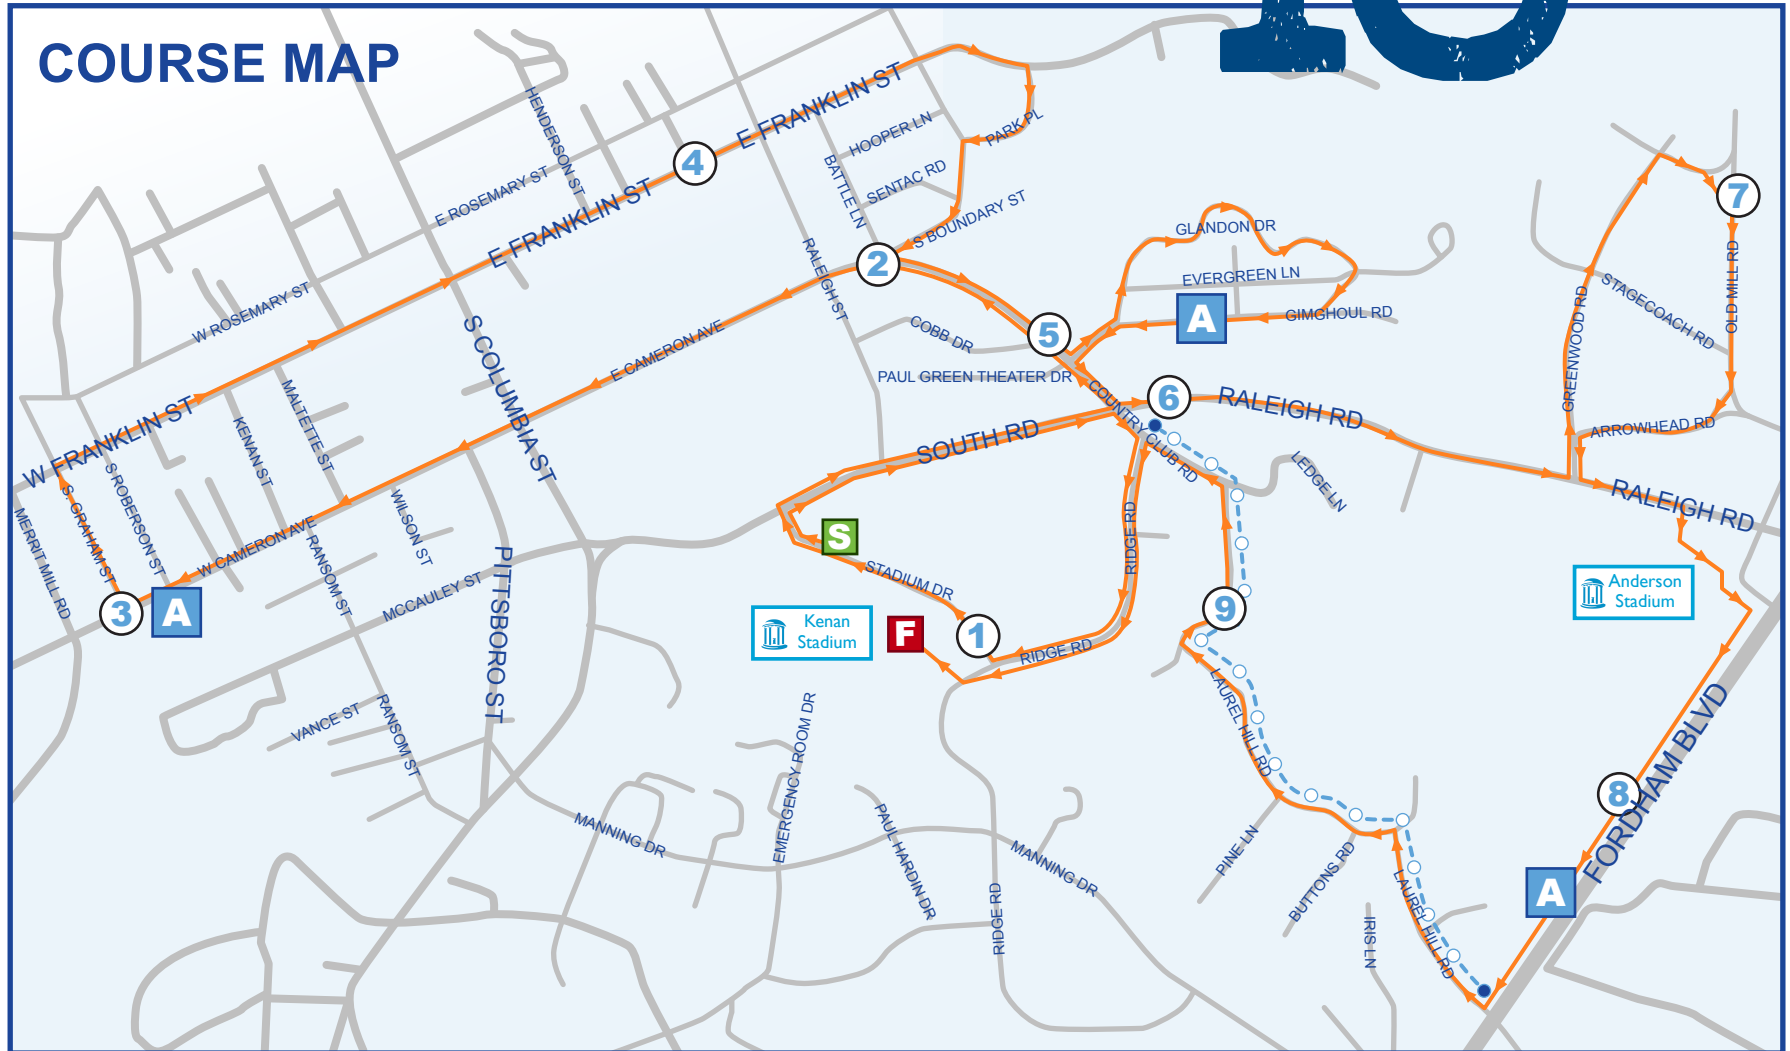 10
COURSE MAP
E FRANKLIN ST
HENDERSON ST
4
HOOPER LN
PARK PL
BATTLE LN
SENTAC RD
E ROSEMARY ST
E FRANKLIN ST
S BOUNDARY ST
7
GLANDON DR
2
RALEIGH ST
EVERGREEN LN
OLD MILL RD
STAGECOACH RD
W ROSEMARY ST
A
GIMGHOUL RD
GREENWOOD RD
5
COBB DR
E CAMERON AVE
S COLUMBIA ST
PAUL GREEN THEATER DR
COUNTRY CLUB RD
6
RALEIGH RD
MALLETTE ST
KENAN ST
W FRANKLIN ST
SOUTH RD
ARROWHEAD RD
LEDGE LN
RALEIGH RD
S ROBERSON ST
S. GRAHAM ST
MERRIT MILL RD
W CAMERON AVE
WILSON ST
RANSOM ST
PITTSBORO ST
S
RIDGE RD
STADIUM DR
MCCAULEY ST
3
A
Anderson
Stadium
9
Kenan
Stadium
F
1
RIDGE RD
LAUREL HILL RD
VANCE ST
RANSOM ST
EMERGENCY ROOM DR
FORDHAM BLVD
8
MANNING DR
PAUL HARDIN DR
MANNING DR
PINE LN
BUTTONS RD
A
LAUREL HILL RD
RIDGE RD
IRIS LN